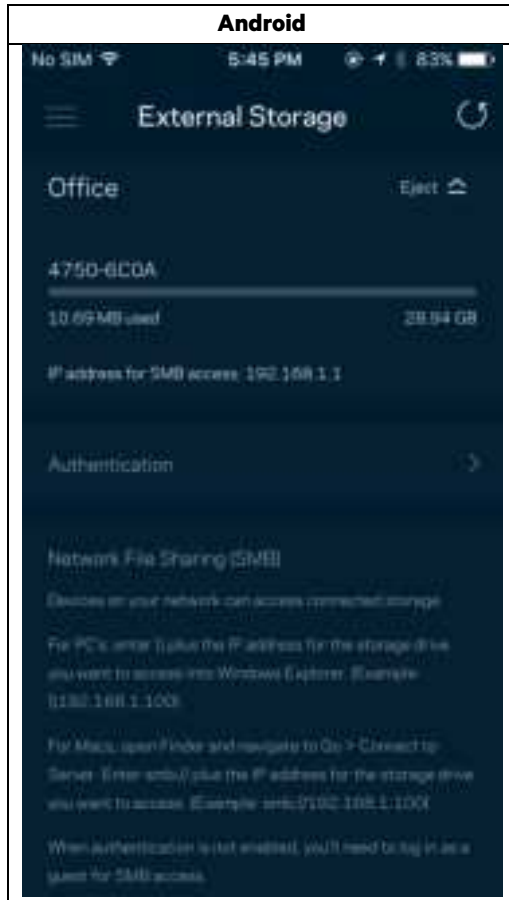 Android
No SIM 5:45 PM 83%
External Storage
Office Eject
4750-6C0A
10.69 MB used 28.94 GB
IP address for SMB access: 192.168.1.1
Authentication
Network File Sharing (SMB)
Devices on your network can access connected storage.
For PC's, enter \\ plus the IP address for the storage drive
you want to access into Windows Explorer. (Example:
\\192.168.1.100)
For Macs, open Finder and navigate to Go > Connect to
Server. Enter smb:// plus the IP address for the storage drive
you want to access. (Example: smb://192.168.1.100)
When authentication is not enabled, you'll need to log in as a
guest for SMB access.